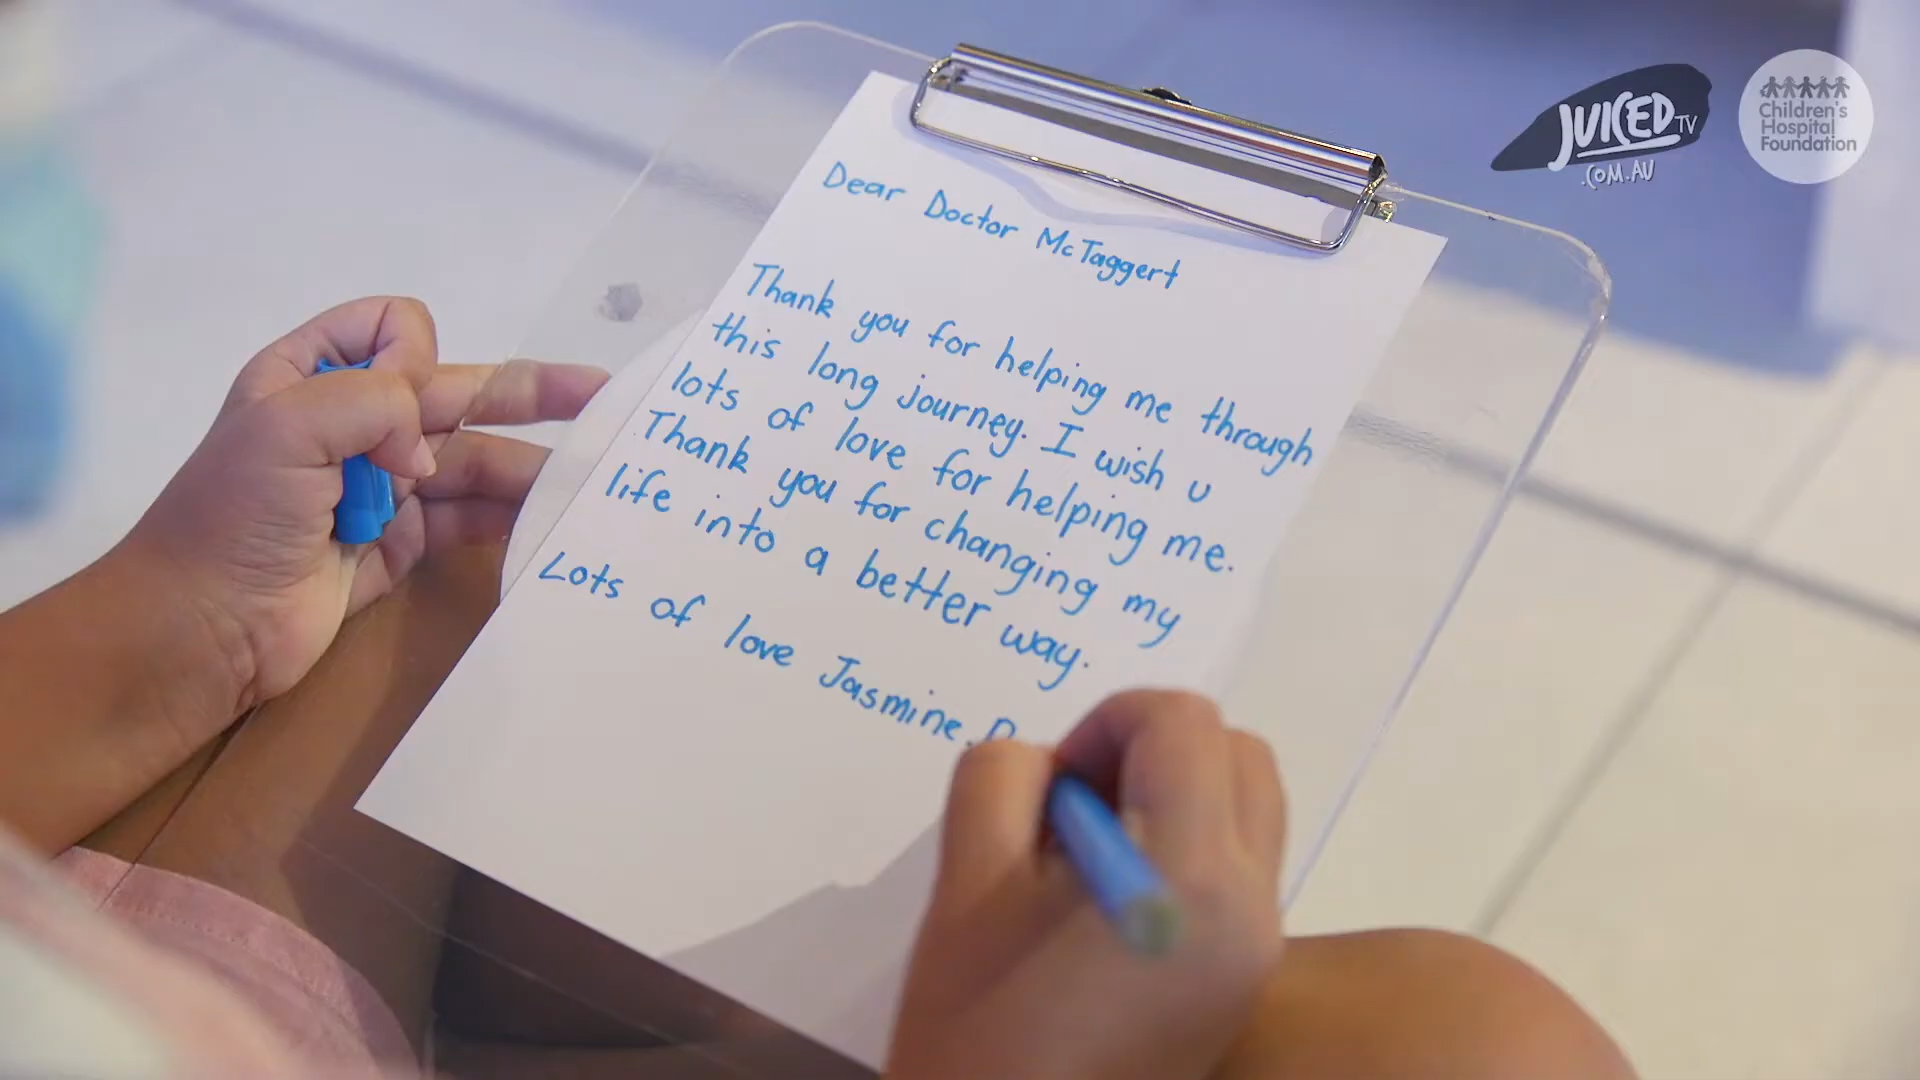 JUICED TV
.COM.AU
Children's
Hospital
Foundation
Dear Doctor McTaggert
Thank you for helping me through
this long journey. I wish u
lots of love for helping me.
Thank you for changing my
life into a better way.
Lots of love Jasmine.